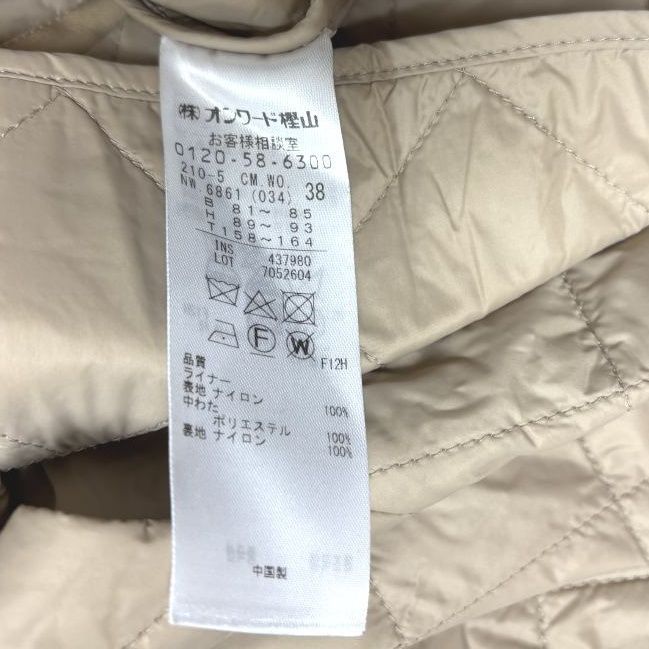 (株)オンワード樫山
お客様相談室
0120-58-6300
210-5 CM.WO. 38
NW 6861 (034)
B 81~ 85
H 89~ 93
T 158~164
INS 437980
LOT 7052604
F W
F12H
品質
ライナー
表地 ナイロン 100%
中わた
ポリエステル 100%
裏地 ナイロン 100%
中国製